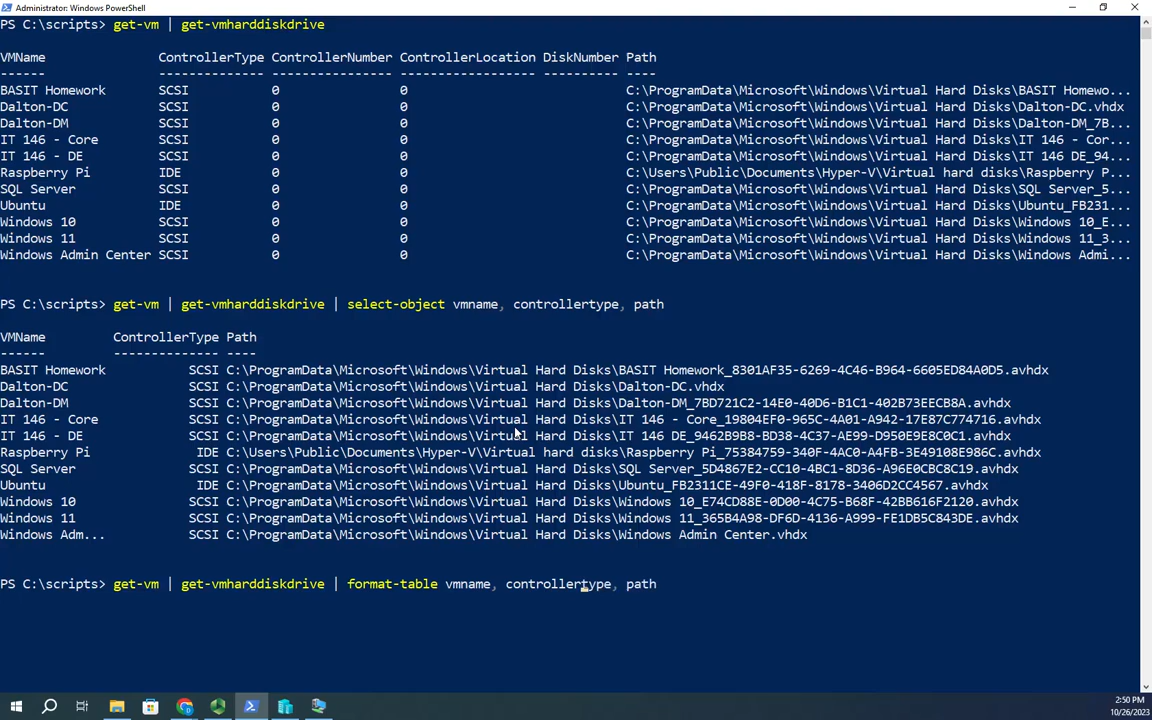 Administrator: Windows PowerShell
PS C:\scripts> get-vm | get-vmharddiskdrive
VMName ControllerType ControllerNumber ControllerLocation DiskNumber Path
------ -------------- ---------------- ------------------ ---------- ----
BASIT Homework SCSI 0 0 C:\ProgramData\Microsoft\Windows\Virtual Hard Disks\BASIT Homewo...
Dalton-DC SCSI 0 0 C:\ProgramData\Microsoft\Windows\Virtual Hard Disks\Dalton-DC.vhdx
Dalton-DM SCSI 0 0 C:\ProgramData\Microsoft\Windows\Virtual Hard Disks\Dalton-DM_7B...
IT 146 - Core SCSI 0 0 C:\ProgramData\Microsoft\Windows\Virtual Hard Disks\IT 146 - Cor...
IT 146 - DE SCSI 0 0 C:\ProgramData\Microsoft\Windows\Virtual Hard Disks\IT 146 DE_94...
Raspberry Pi IDE 0 0 C:\Users\Public\Documents\Hyper-V\Virtual hard disks\Raspberry P...
SQL Server SCSI 0 0 C:\ProgramData\Microsoft\Windows\Virtual Hard Disks\SQL Server_5...
Ubuntu IDE 0 0 C:\ProgramData\Microsoft\Windows\Virtual Hard Disks\Ubuntu_FB231...
Windows 10 SCSI 0 0 C:\ProgramData\Microsoft\Windows\Virtual Hard Disks\Windows 10_E...
Windows 11 SCSI 0 0 C:\ProgramData\Microsoft\Windows\Virtual Hard Disks\Windows 11_3...
Windows Admin Center SCSI 0 0 C:\ProgramData\Microsoft\Windows\Virtual Hard Disks\Windows Admi...
PS C:\scripts> get-vm | get-vmharddiskdrive | select-object vmname, controllertype, path
VMName ControllerType Path
------ -------------- ----
BASIT Homework SCSI C:\ProgramData\Microsoft\Windows\Virtual Hard Disks\BASIT Homework_8301AF35-6269-4C46-B964-6605ED84A0D5.avhdx
Dalton-DC SCSI C:\ProgramData\Microsoft\Windows\Virtual Hard Disks\Dalton-DC.vhdx
Dalton-DM SCSI C:\ProgramData\Microsoft\Windows\Virtual Hard Disks\Dalton-DM_7BD721C2-14E0-40D6-B1C1-402B73EECB8A.avhdx
IT 146 - Core SCSI C:\ProgramData\Microsoft\Windows\Virtual Hard Disks\IT 146 - Core_19804EF0-965C-4A01-A942-17E87C774716.avhdx
IT 146 - DE SCSI C:\ProgramData\Microsoft\Windows\Virtual Hard Disks\IT 146 DE_9462B9B8-BD38-4C37-AE99-D950E9E8C0C1.avhdx
Raspberry Pi IDE C:\Users\Public\Documents\Hyper-V\Virtual hard disks\Raspberry Pi_75384759-340F-4AC0-A4FB-3E49108E986C.avhdx
SQL Server SCSI C:\ProgramData\Microsoft\Windows\Virtual Hard Disks\SQL Server_5D4867E2-CC10-4BC1-8D36-A96E0CBC8C19.avhdx
Ubuntu IDE C:\ProgramData\Microsoft\Windows\Virtual Hard Disks\Ubuntu_FB2311CE-49F0-418F-8178-3406D2CC4567.avhdx
Windows 10 SCSI C:\ProgramData\Microsoft\Windows\Virtual Hard Disks\Windows 10_E74CD88E-0D00-4C75-B68F-42BB616F2120.avhdx
Windows 11 SCSI C:\ProgramData\Microsoft\Windows\Virtual Hard Disks\Windows 11_365B4A98-DF6D-4136-A999-FE1DB5C843DE.avhdx
Windows Adm... SCSI C:\ProgramData\Microsoft\Windows\Virtual Hard Disks\Windows Admin Center.vhdx
PS C:\scripts> get-vm | get-vmharddiskdrive | format-table vmname, controllertype, path
2:50 PM
10/26/2023